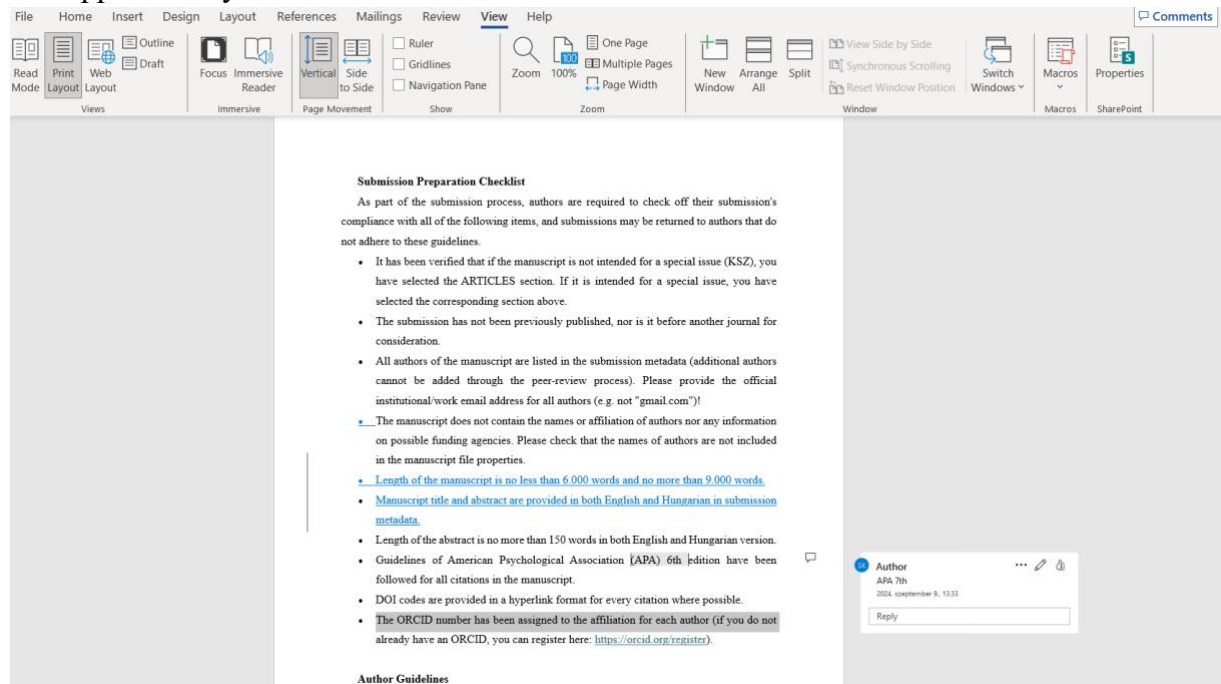 File Home Insert Design Layout References Mailings Review View Help
Comments
Read Mode
Print Layout
Web Layout
Outline
Draft
Views
Focus
Immersive Reader
Immersive
Vertical
Side to Side
Page Movement
Ruler
Gridlines
Navigation Pane
Show
Zoom
100
100%
One Page
Multiple Pages
Page Width
Zoom
New Window
Arrange All
Split
View Side by Side
Synchronous Scrolling
Reset Window Position
Window
Switch Windows
Macros
Macros
S
Properties
SharePoint
Submission Preparation Checklist
As part of the submission process, authors are required to check off their submission's
compliance with all of the following items, and submissions may be returned to authors that do
not adhere to these guidelines.
• It has been verified that if the manuscript is not intended for a special issue (KSZ), you
have selected the ARTICLES section. If it is intended for a special issue, you have
selected the corresponding section above.
• The submission has not been previously published, nor is it before another journal for
consideration.
• All authors of the manuscript are listed in the submission metadata (additional authors
cannot be added through the peer-review process). Please provide the official
institutional/work email address for all authors (e.g. not "gmail.com")!
• The manuscript does not contain the names or affiliation of authors nor any information
on possible funding agencies. Please check that the names of authors are not included
in the manuscript file properties.
• Length of the manuscript is no less than 6.000 words and no more than 9.000 words.
• Manuscript title and abstract are provided in both English and Hungarian in submission
metadata.
• Length of the abstract is no more than 150 words in both English and Hungarian version.
• Guidelines of American Psychological Association (APA) 6th edition have been
followed for all citations in the manuscript.
• DOI codes are provided in a hyperlink format for every citation where possible.
• The ORCID number has been assigned to the affiliation for each author (if you do not
already have an ORCID, you can register here: https://orcid.org/register).
Author Guidelines
SK Author
APA 7th
2024. szeptember 9., 13:33
Reply